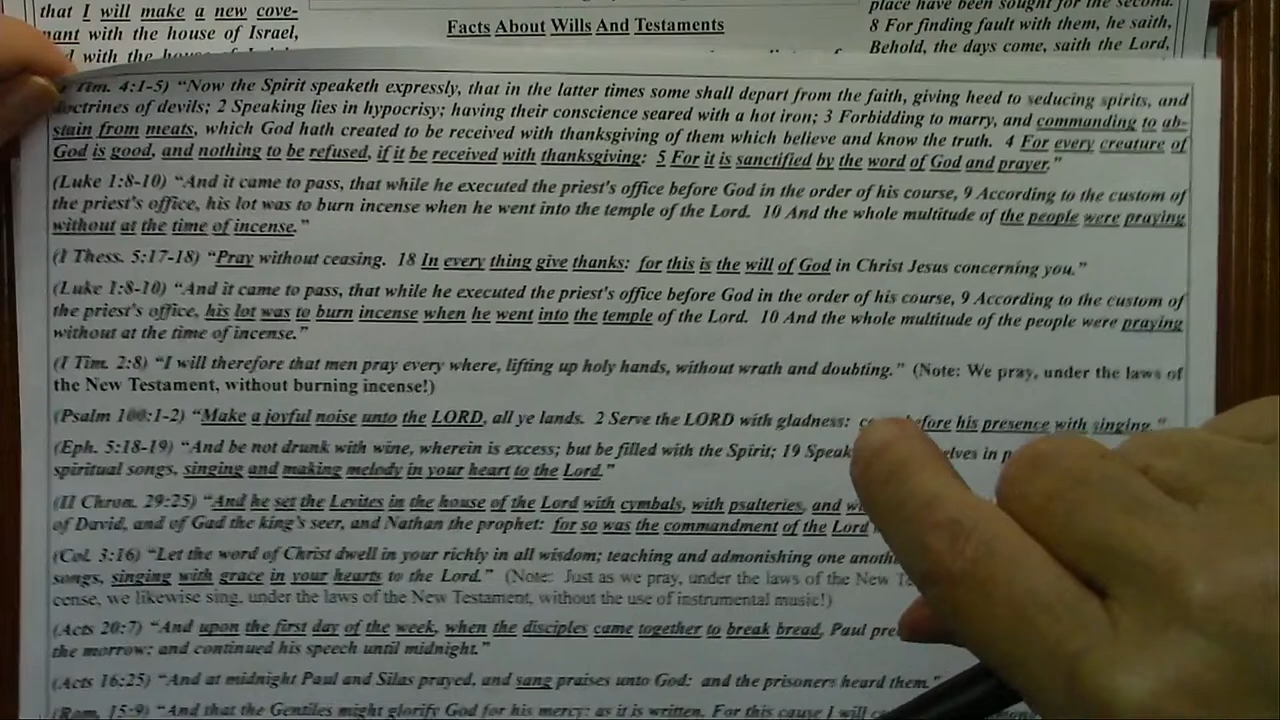 that I will make a new cove-
nant with the house of Israel,
with the house of
Facts About Wills And Testaments
place have been sought for the second.
8 For finding fault with them, he saith,
Behold, the days come, saith the Lord,
Tim. 4:1-5) “Now the Spirit speaketh expressly, that in the latter times some shall depart from the faith, giving heed to seducing spirits, and
doctrines of devils; 2 Speaking lies in hypocrisy; having their conscience seared with a hot iron; 3 Forbidding to marry, and commanding to ab-
stain from meats, which God hath created to be received with thanksgiving of them which believe and know the truth. 4 For every creature of
God is good, and nothing to be refused, if it be received with thanksgiving: 5 For it is sanctified by the word of God and prayer.”
(Luke 1:8-10) “And it came to pass, that while he executed the priest's office before God in the order of his course, 9 According to the custom of
the priest's office, his lot was to burn incense when he went into the temple of the Lord. 10 And the whole multitude of the people were praying
without at the time of incense.”
(I Thess. 5:17-18) “Pray without ceasing. 18 In every thing give thanks: for this is the will of God in Christ Jesus concerning you.”
(Luke 1:8-10) “And it came to pass, that while he executed the priest's office before God in the order of his course, 9 According to the custom of
the priest's office, his lot was to burn incense when he went into the temple of the Lord. 10 And the whole multitude of the people were praying
without at the time of incense.”
(I Tim. 2:8) “I will therefore that men pray every where, lifting up holy hands, without wrath and doubting.” (Note: We pray, under the laws of
the New Testament, without burning incense!)
(Psalm 100:1-2) “Make a joyful noise unto the LORD, all ye lands. 2 Serve the LORD with gladness: before his presence with singing.”
(Eph. 5:18-19) “And be not drunk with wine, wherein is excess; but be filled with the Spirit; 19
spiritual songs, singing and making melody in your heart to the Lord.”
(II Chron. 29:25) “And he set the Levites in the house of the Lord with cymbals, with psalteries, and
of David, and of Gad the king's seer, and Nathan the prophet: for so was the commandment of the Lord
(Col. 3:16) “Let the word of Christ dwell in your richly in all wisdom; teaching and admonishing one
songs, singing with grace in your hearts to the Lord.” (Note: Just as we pray, under the laws of the New
cense, we likewise sing, under the laws of the New Testament, without the use of instrumental music!)
(Acts 20:7) “And upon the first day of the week, when the disciples came together to break bread, Paul
the morrow; and continued his speech until midnight.”
(Acts 16:25) “And at midnight Paul and Silas prayed, and sang praises unto God: and the prisoners heard them.”
(Rom. 15:9) “And that the Gentiles might glorify God for his mercy; as it is written, For this cause I will